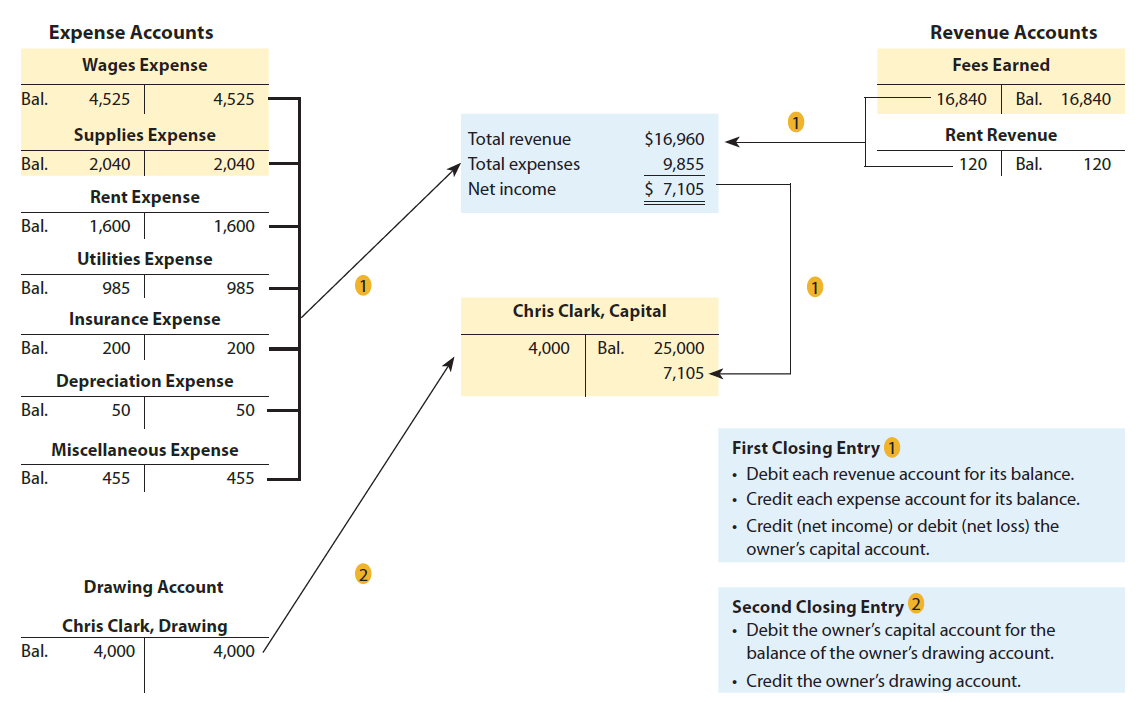 Expense Accounts
Wages Expense
Bal. 4,525 4,525
Supplies Expense
Bal. 2,040 2,040
Rent Expense
Bal. 1,600 1,600
Utilities Expense
Bal. 985 985
Insurance Expense
Bal. 200 200
Depreciation Expense
Bal. 50 50
Miscellaneous Expense
Bal. 455 455
Drawing Account
Chris Clark, Drawing
Bal. 4,000 4,000
1
2
Total revenue $16,960
Total expenses 9,855
Net income $ 7,105
Chris Clark, Capital
4,000 Bal. 25,000
7,105
1
1
Revenue Accounts
Fees Earned
16,840 Bal. 16,840
Rent Revenue
120 Bal. 120
First Closing Entry 1
• Debit each revenue account for its balance.
• Credit each expense account for its balance.
• Credit (net income) or debit (net loss) the
owner's capital account.
Second Closing Entry 2
• Debit the owner's capital account for the
balance of the owner's drawing account.
• Credit the owner's drawing account.